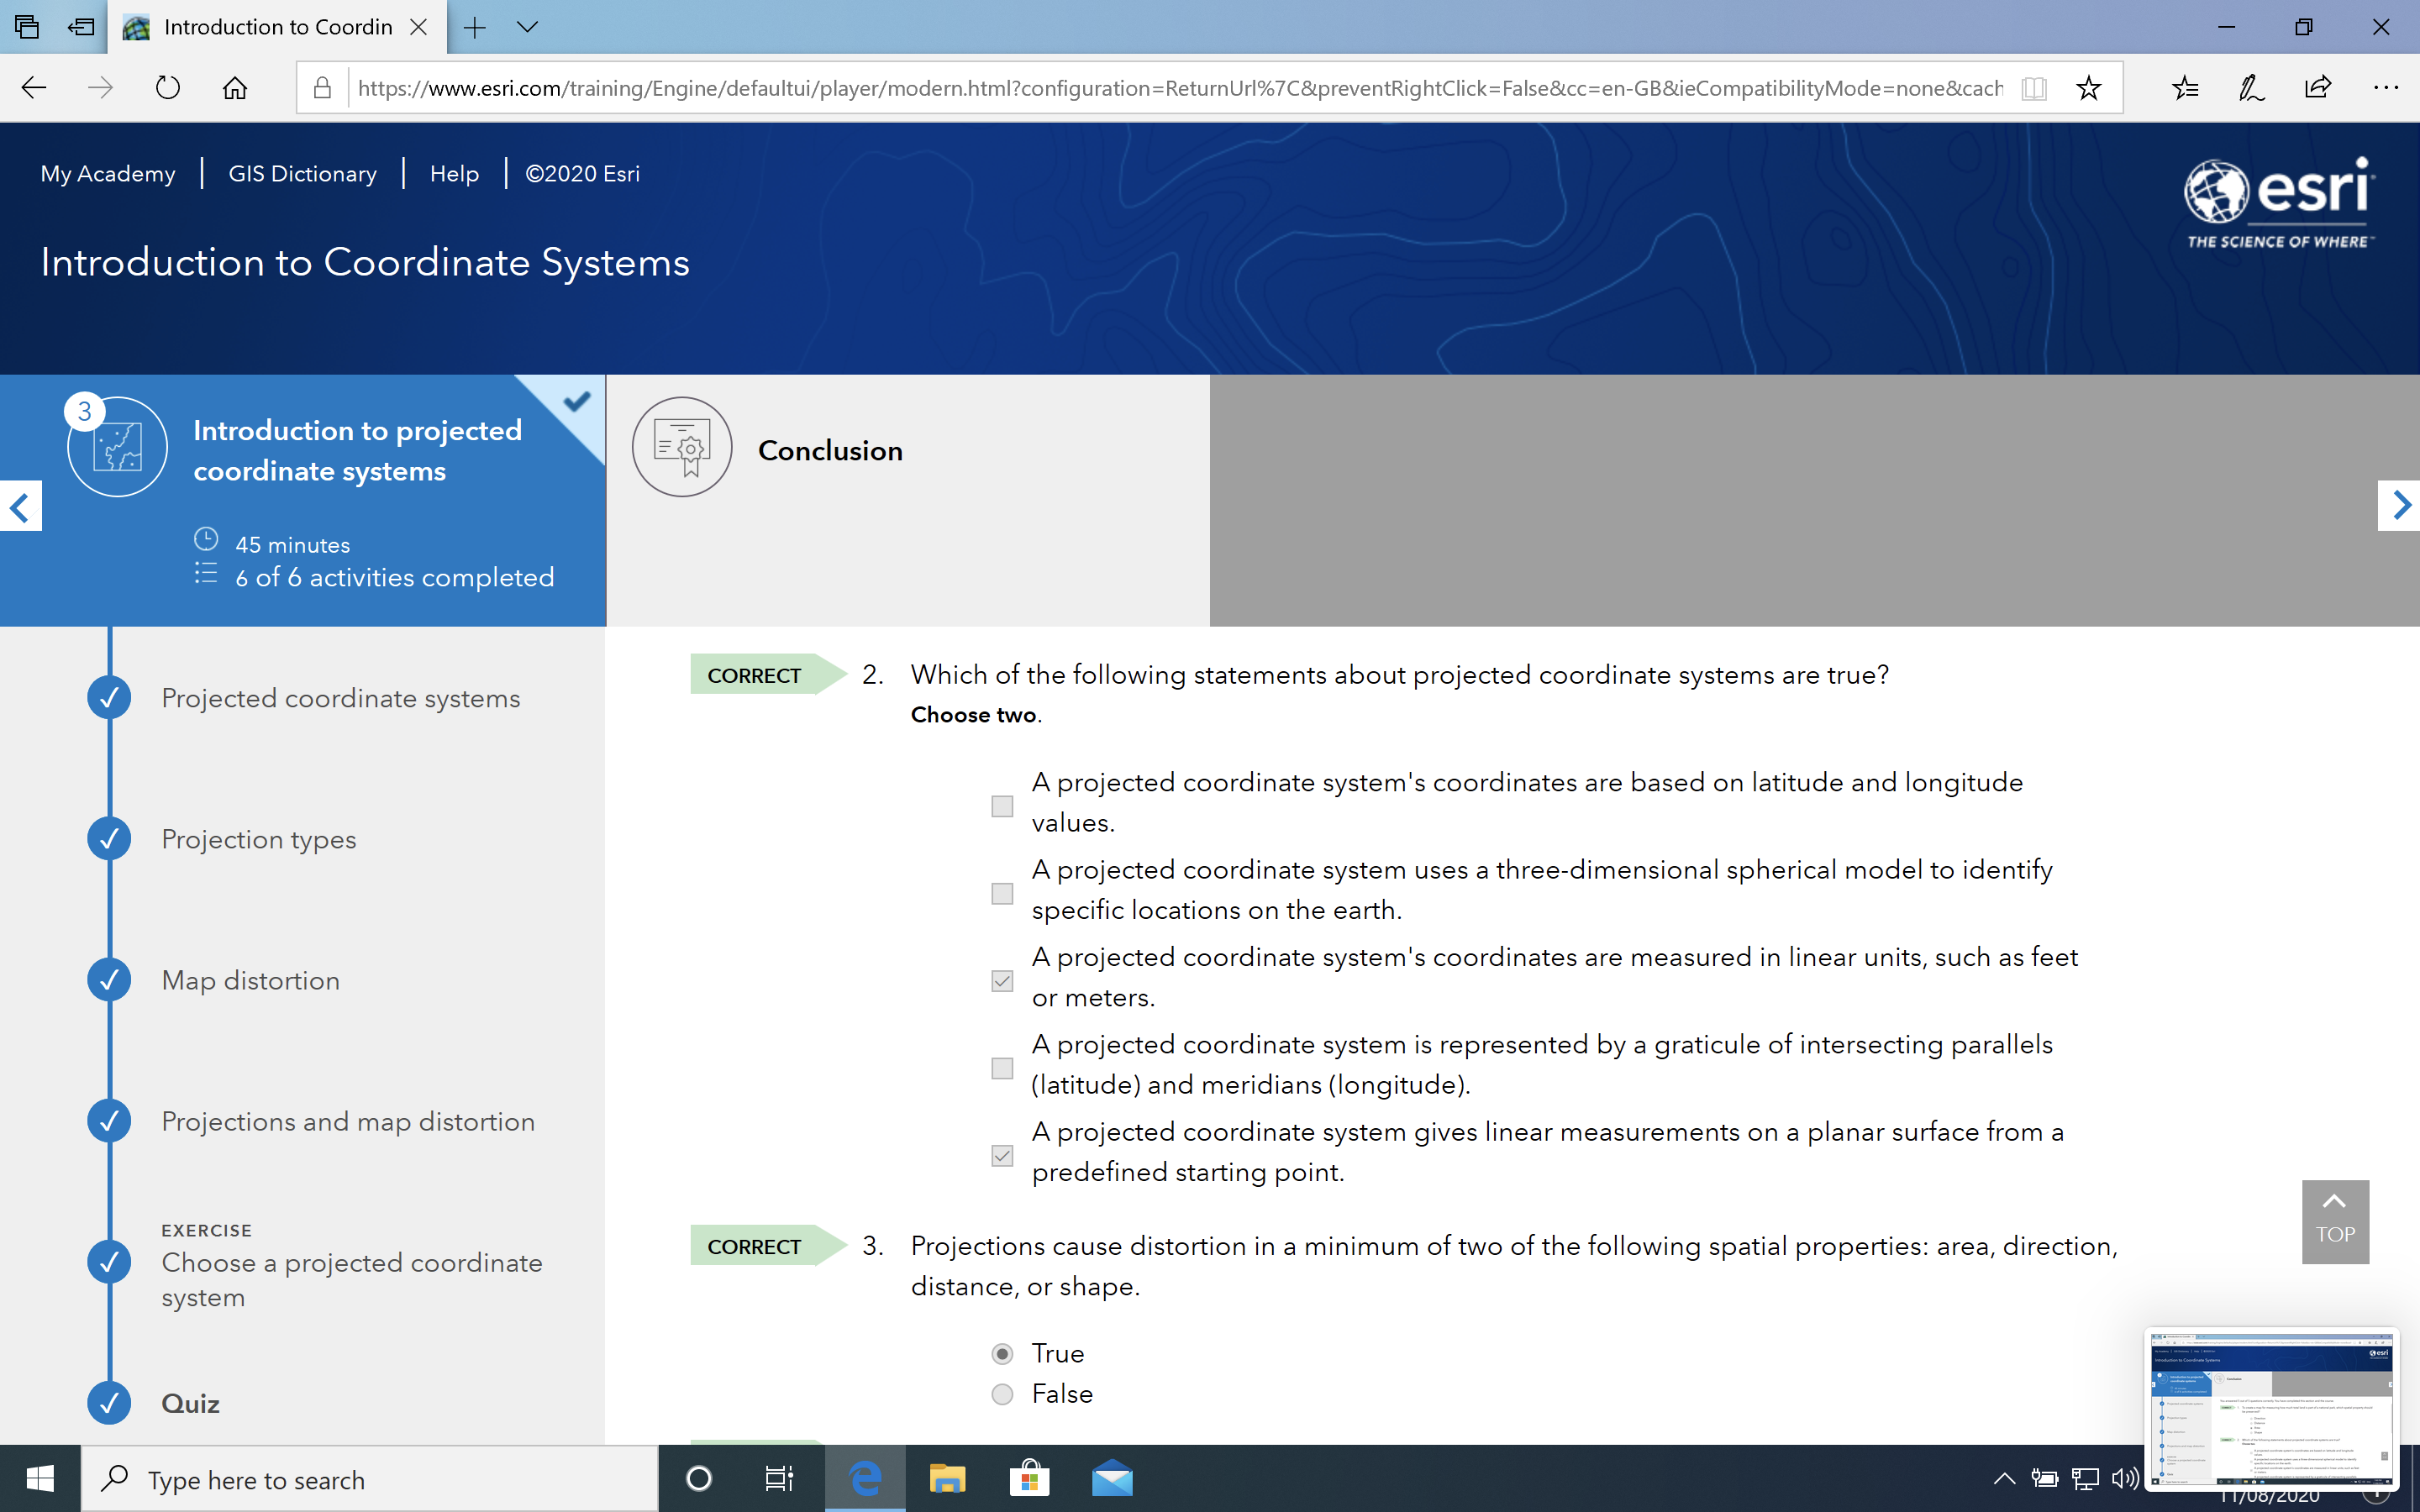 Introduction to Coordin
https://www.esri.com/training/Engine/defaultui/player/modern.html?configuration=ReturnUrl%7C&preventRightClick=False&cc=en-GB&ieCompatibilityMode=none&cach
My Academy | GIS Dictionary | Help | ©2020 Esri
esri
THE SCIENCE OF WHERE™
Introduction to Coordinate Systems
3
Introduction to projected
coordinate systems
45 minutes
6 of 6 activities completed
Conclusion
Projected coordinate systems
Projection types
Map distortion
Projections and map distortion
EXERCISE
Choose a projected coordinate
system
Quiz
CORRECT
2. Which of the following statements about projected coordinate systems are true?
Choose two.
A projected coordinate system's coordinates are based on latitude and longitude
values.
A projected coordinate system uses a three-dimensional spherical model to identify
specific locations on the earth.
A projected coordinate system's coordinates are measured in linear units, such as feet
or meters.
A projected coordinate system is represented by a graticule of intersecting parallels
(latitude) and meridians (longitude).
A projected coordinate system gives linear measurements on a planar surface from a
predefined starting point.
CORRECT
3. Projections cause distortion in a minimum of two of the following spatial properties: area, direction,
distance, or shape.
True
False
TOP
Type here to search
11/08/2020